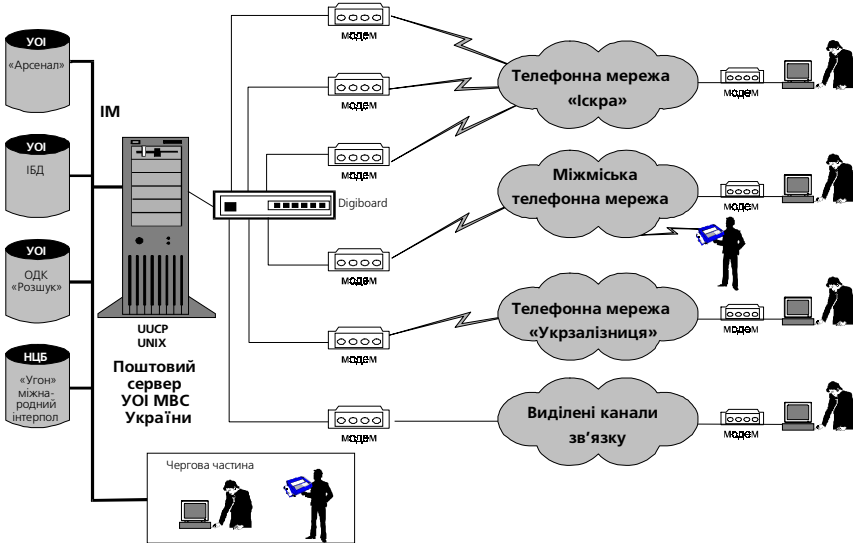 УОІ
«Арсенал»
УОІ
ІБД
УОІ
ОДК
«Розшук»
НЦБ
«Угон»
міжна-
родний
інтерпол
ІМ
UUCP
UNIX
Поштовий
сервер
УОІ МВС
України
Чергова частина
Digiboard
модем
модем
модем
модем
модем
модем
Телефонна мережа
«Іскра»
модем
Міжміська
телефонна мережа
модем
Телефонна мережа
«Укрзалізниця»
модем
Виділені канали
зв’язку
модем